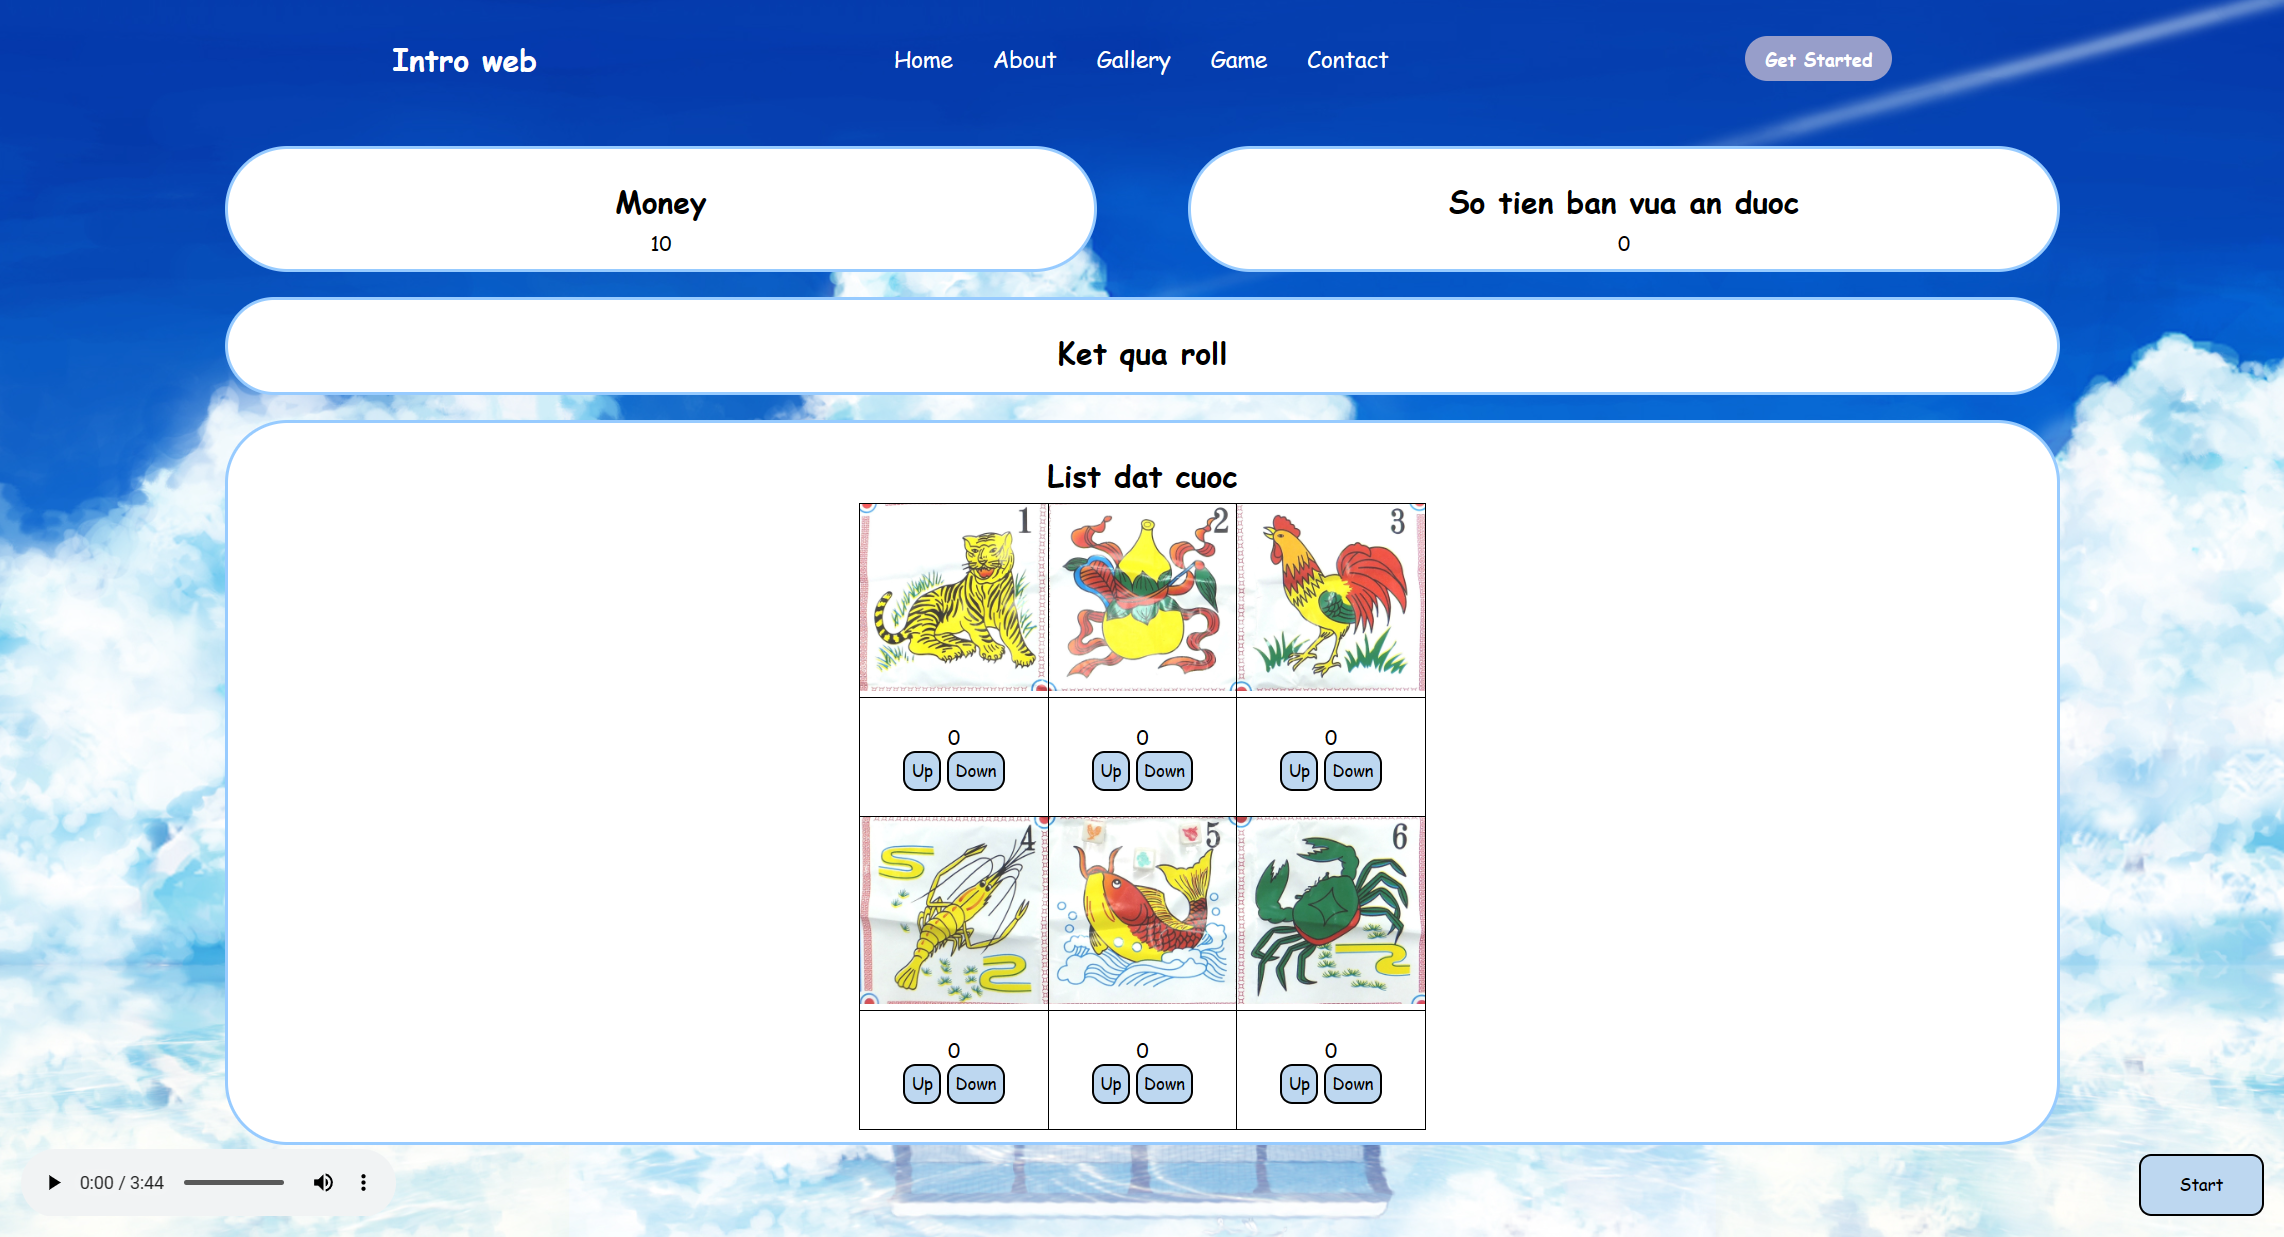 Intro web
Home About Gallery Game Contact
Get Started
Money
10
So tien ban vua an duoc
0
Ket qua roll
List dat cuoc
1 2 3
0 0 0
Up Down Up Down Up Down
4 5 6
0 0 0
Up Down Up Down Up Down
0:00 / 3:44
Start